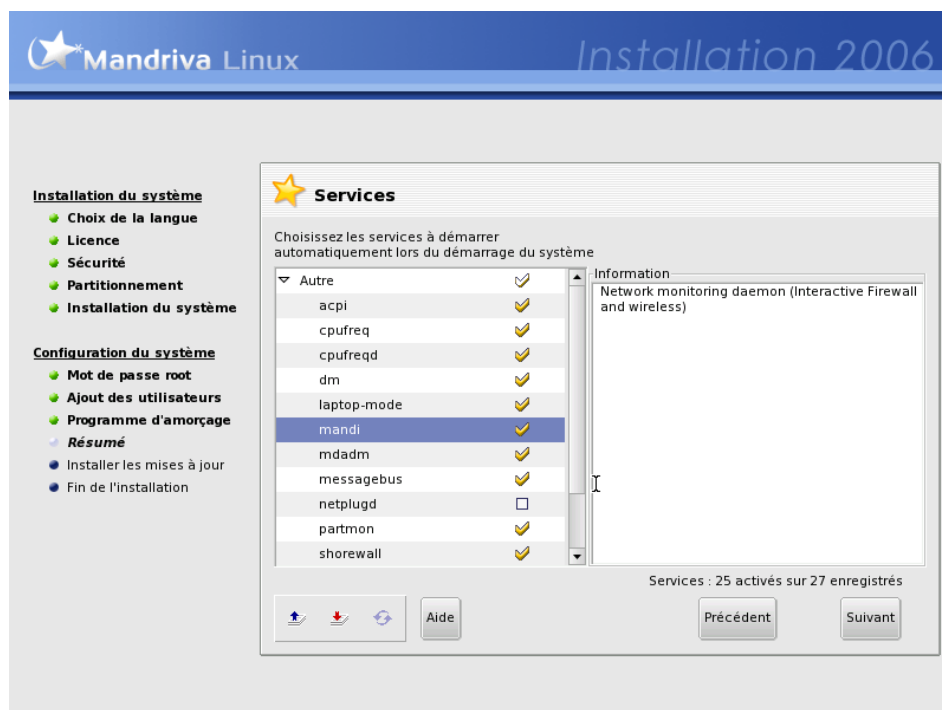 Mandriva Linux
Installation 2006
Installation du système
Choix de la langue
Licence
Sécurité
Partitionnement
Installation du système
Configuration du système
Mot de passe root
Ajout des utilisateurs
Programme d'amorçage
Résumé
Installer les mises à jour
Fin de l'installation
Services
Choisissez les services à démarrer
automatiquement lors du démarrage du système
Autre
acpi
cpufreq
cpufreqd
dm
laptop-mode
mandi
mdadm
messagebus
netplugd
partmon
shorewall
Information
Network monitoring daemon (Interactive Firewall
and wireless)
Services : 25 activés sur 27 enregistrés
Aide
Précédent
Suivant